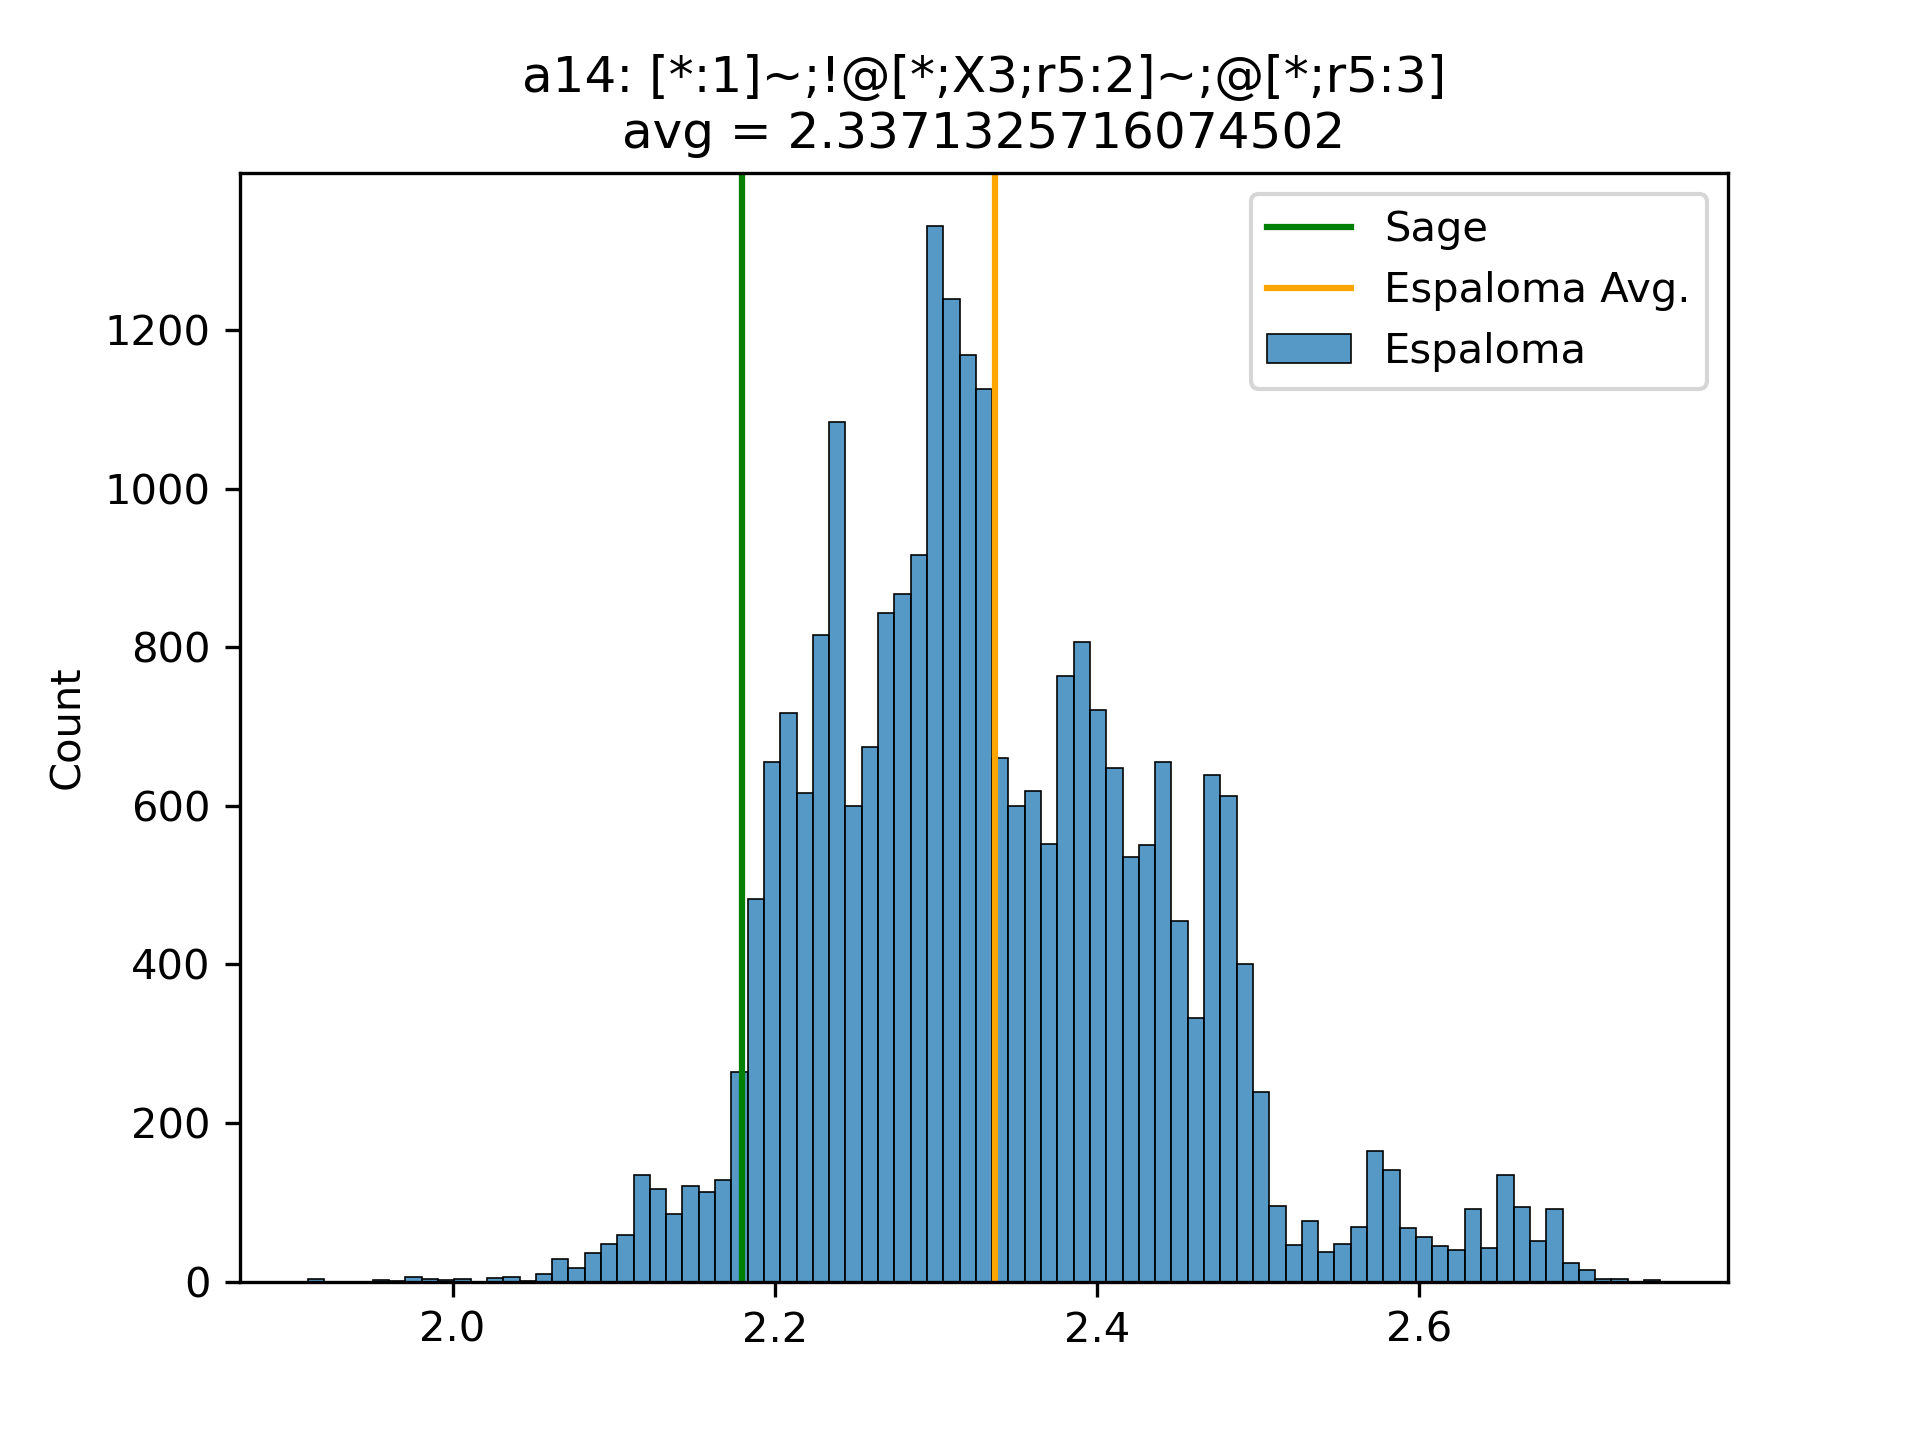 a14: [*:1]~;!@[*;X3;r5:2]~;@[*;r5:3]
avg = 2.3371325716074502
Sage
Espaloma Avg.
Espaloma
Count
1200
1000
800
600
400
200
0
2.0
2.2
2.4
2.6